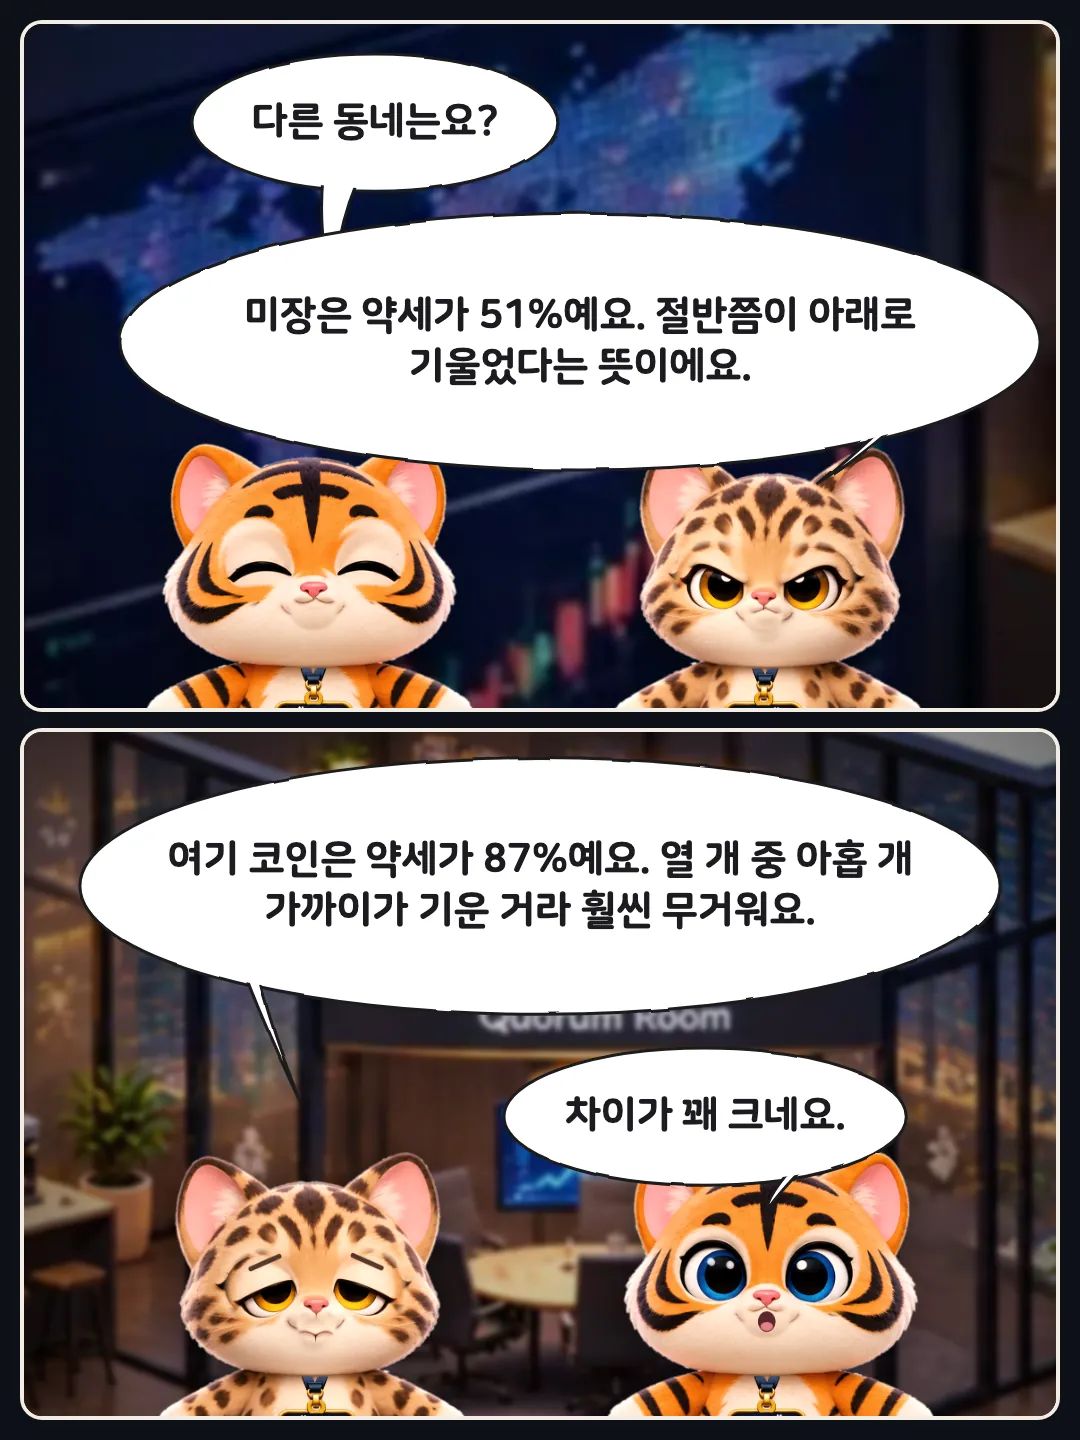 다른 동네는요?
미장은 약세가 51%예요. 절반쯤이 아래로
기울었다는 뜻이에요.
여기 코인은 약세가 87%예요. 열 개 중 아홉 개
가까이가 기운 거라 훨씬 무거워요.
Quorum Room
차이가 꽤 크네요.